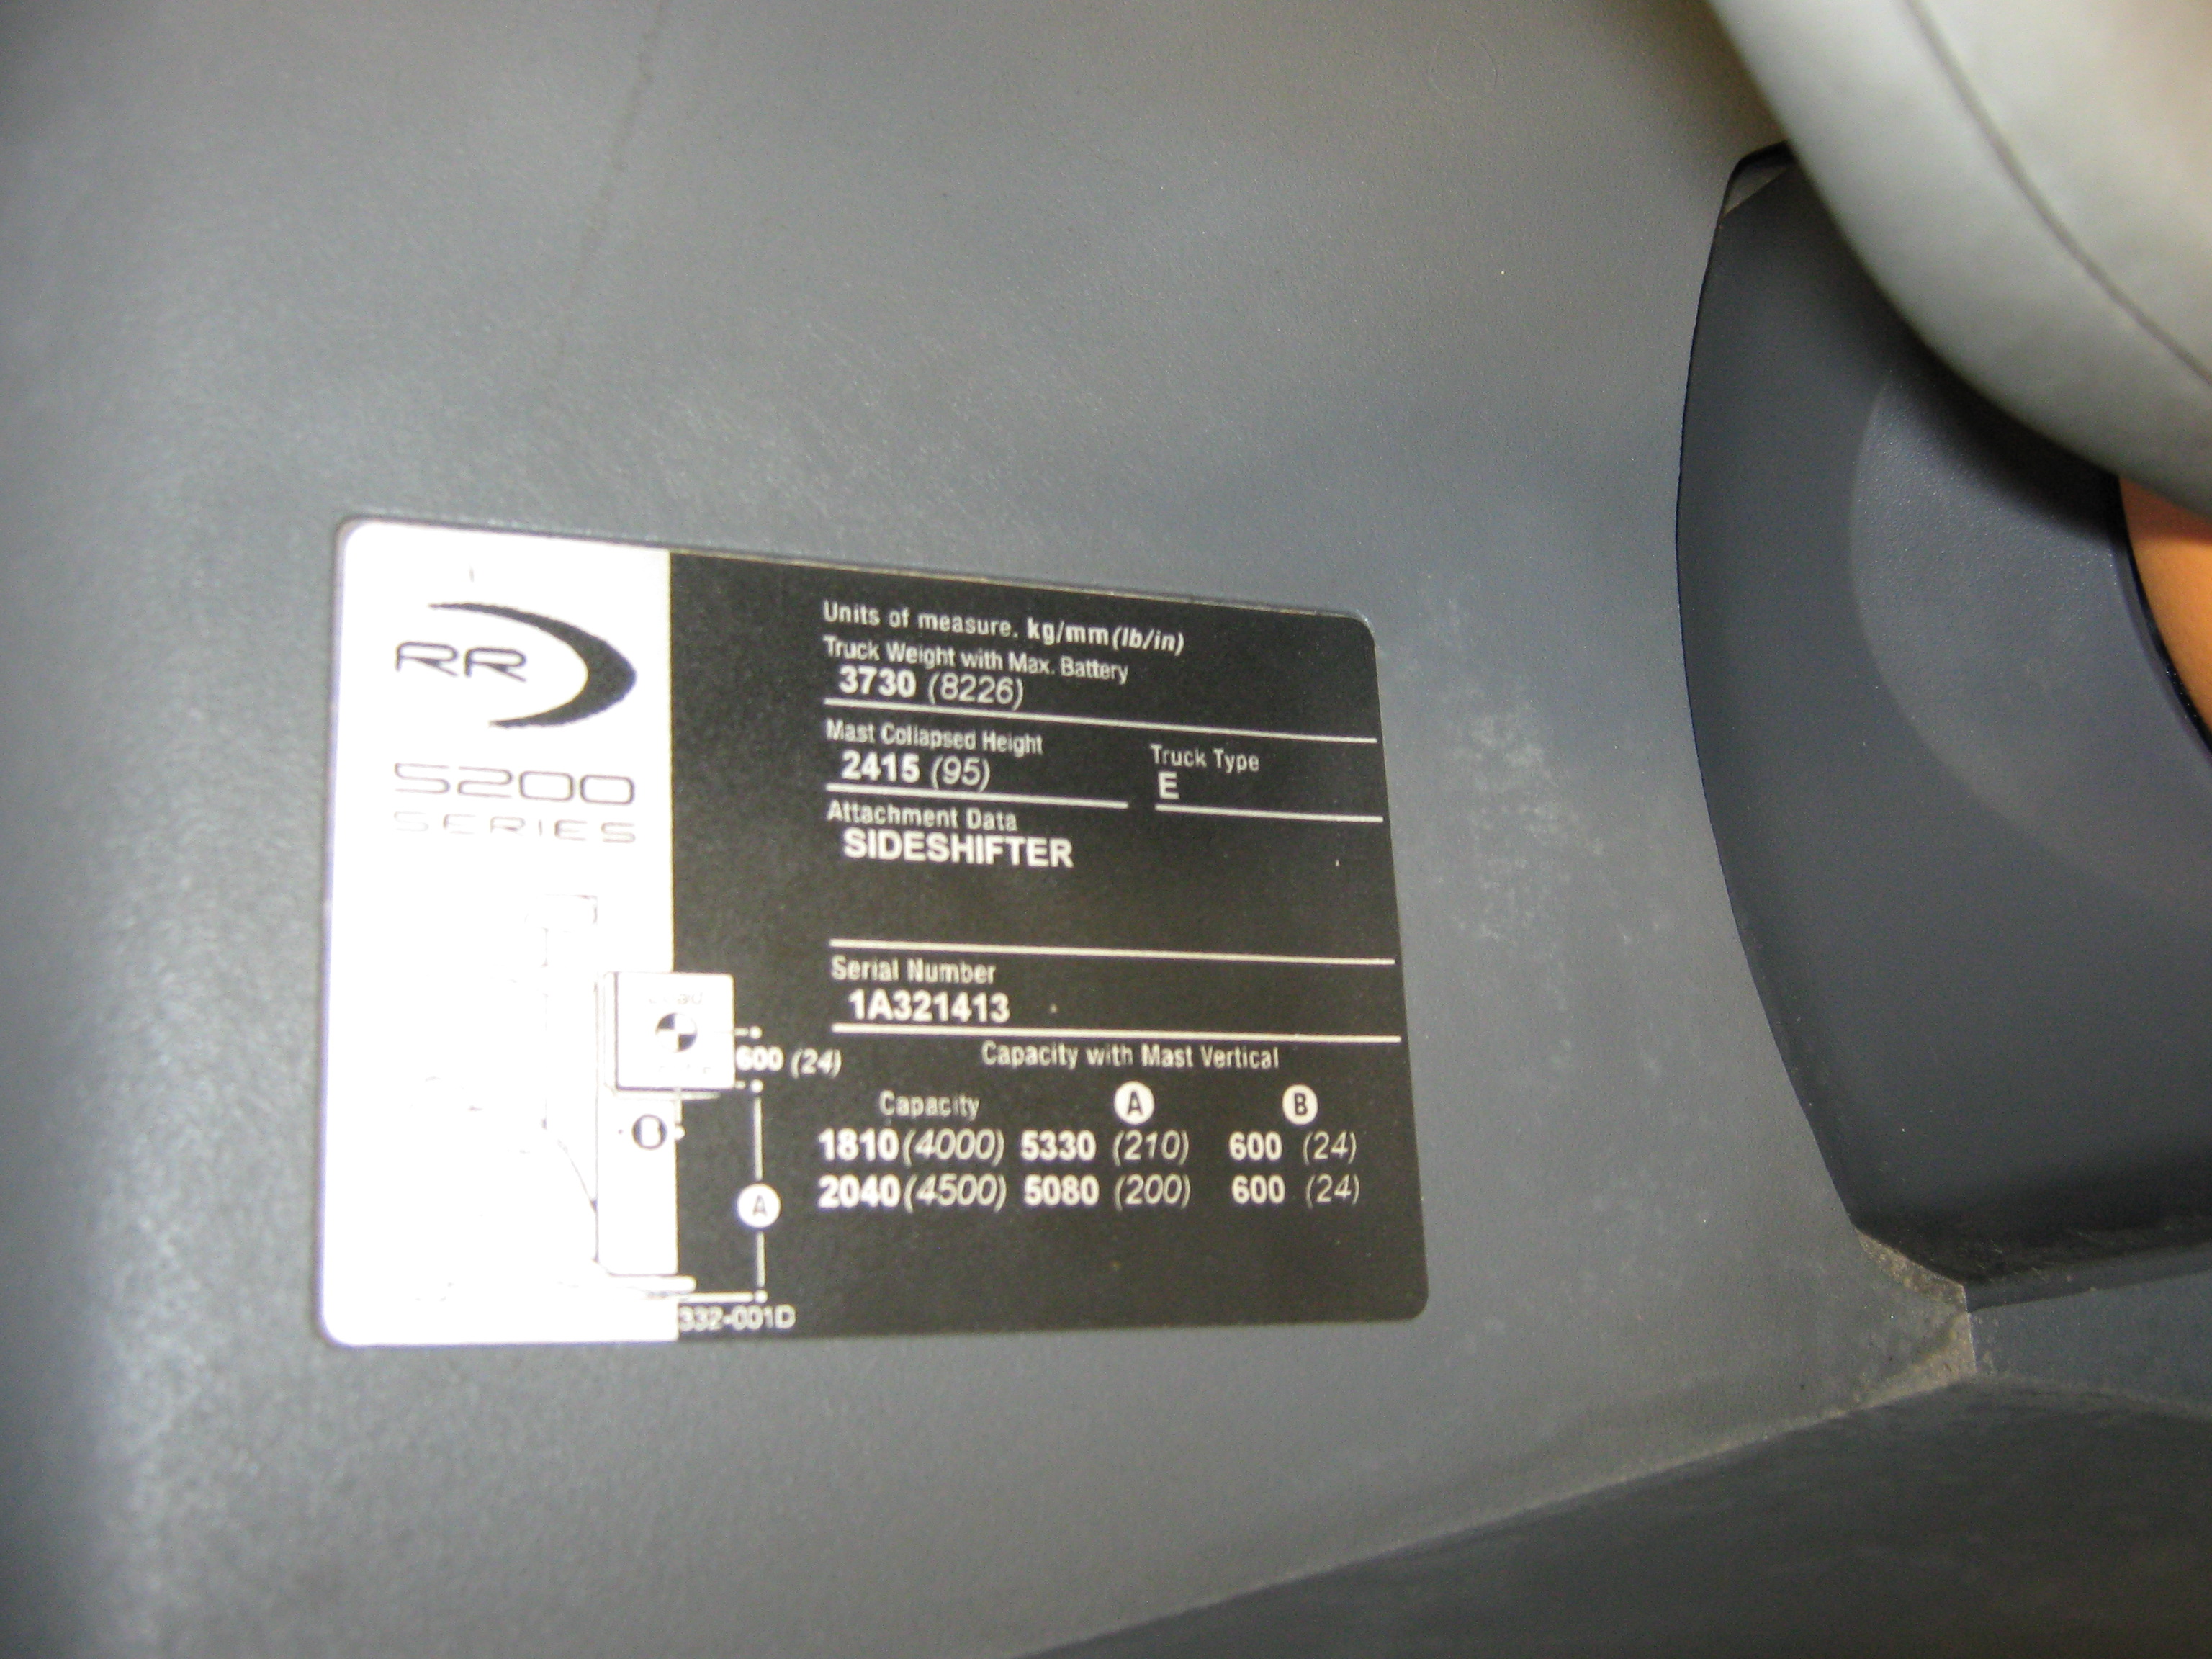 RR
5200
SERIES
Units of measure. kg/mm (lb/in)
Truck Weight with Max. Battery
3730 (8226)
Mast Collapsed Height
2415 (95)
Truck Type
E
Attachment Data
SIDESHIFTER
Serial Number
1A321413
600 (24)
B
A
332-001D
Capacity with Mast Vertical
Capacity A B
1810 (4000) 5330 (210) 600 (24)
2040 (4500) 5080 (200) 600 (24)